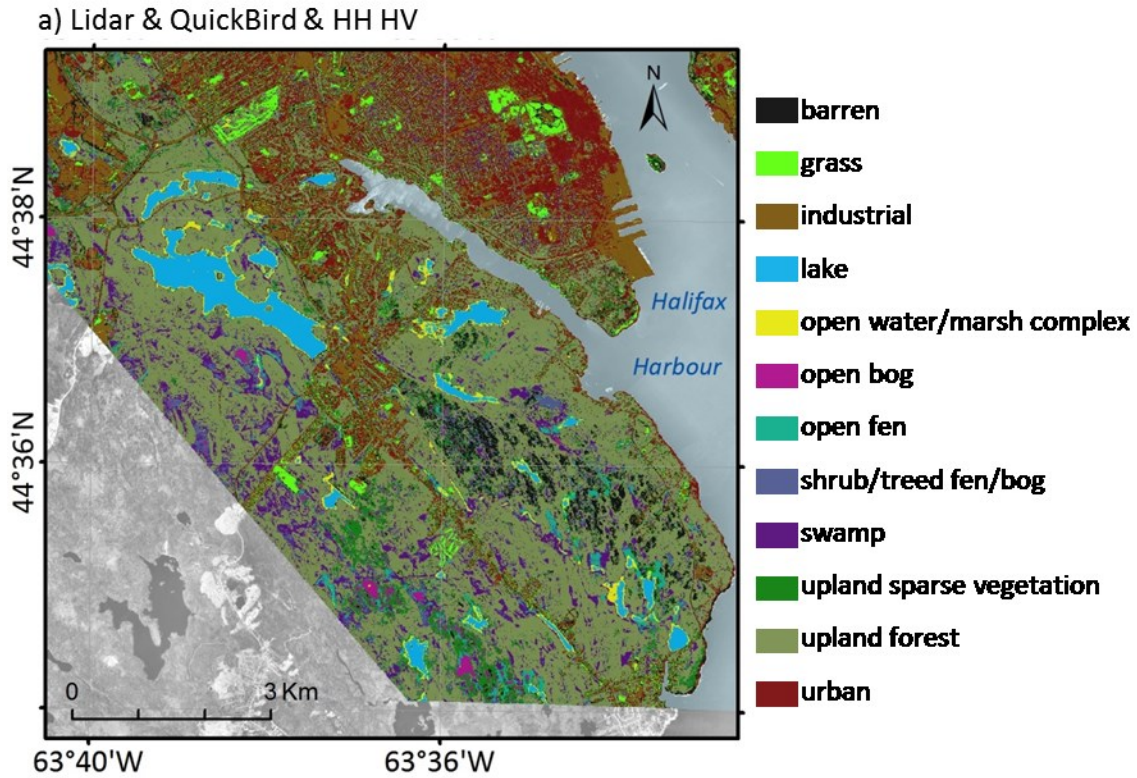 a) Lidar & QuickBird & HH HV
N
44°38'N
44°36'N
Halifax
Harbour
0 3 Km
63°40'W 63°36'W
barren
grass
industrial
lake
open water/marsh complex
open bog
open fen
shrub/treed fen/bog
swamp
upland sparse vegetation
upland forest
urban